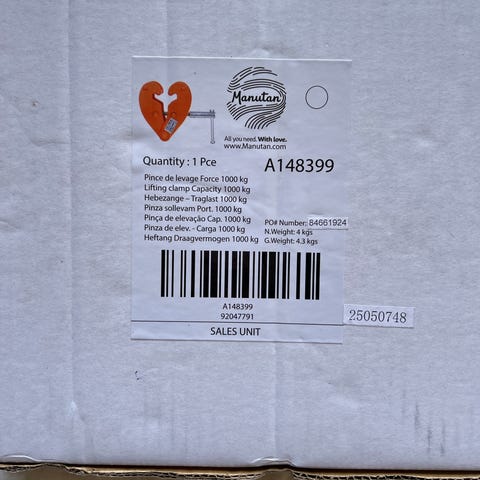 Manutan
All you need. With love.
www.Manutan.com
Quantity : 1 Pce
A148399
Pince de levage Force 1000 kg
Lifting clamp Capacity 1000 kg
Hebezange – Traglast 1000 kg
Pinza sollevam Port. 1000 kg
Pinça de elevação Cap. 1000 kg
Pinza de elev. - Carga 1000 kg
Heftang Draagvermogen 1000 kg
PO# Number: 84661924
N.Weight: 4 kgs
G.Weight: 4.3 kgs
A148399
92047791
SALES UNIT
25050748